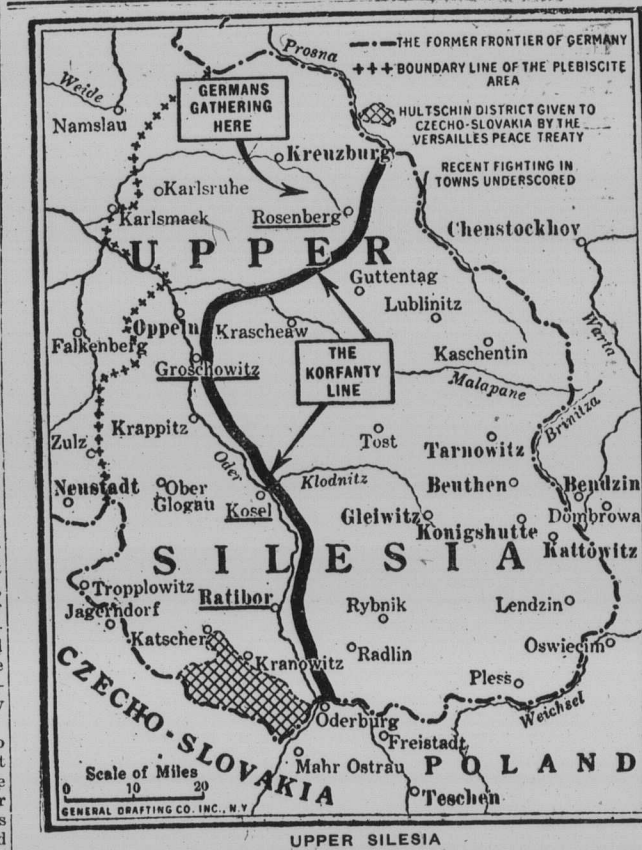 Prosna
THE FORMER FRONTIER OF GERMANY
BOUNDARY LINE OF THE PLEBISCITE
AREA
HULTSCHIN DISTRICT GIVEN TO
CZECHO-SLOVAKIA BY THE
VERSAILLES PEACE TREATY
RECENT FIGHTING IN
TOWNS UNDERSCORED
Weide
GERMANS
GATHERING
HERE
Namslau
Kreuzburg
Karlsruhe
Karlsmaek
Rosenberg
Chenstockhov
UPPER
Guttentag
Lublinitz
Oppeln
Krascheaw
Falkenberg
Warta
Kaschentin
Groschowitz
THE
KORFANTY
LINE
Malapane
Brinitza
Krappitz
Zulz
Oder
Tost
Tarnowitz
Klodnitz
Neustadt
Ober
Glogau
Kosel
Beuthen
Bendzin
Gleiwitz
Dombrowa
Konigshutte
Kattowitz
SILESIA
Tropplowitz
Ratibor
Rybnik
Lendzin
Jagerndorf
Katscher
Kranowitz
Radlin
Oswiecim
Pless
Weichsel
CZECHO-SLOVAKIA
Oderburg
Freistadt
Mahr Ostrau
POLAND
Teschen
Scale of Miles
0 10 20
GENERAL DRAFTING CO. INC., N.Y
UPPER SILESIA